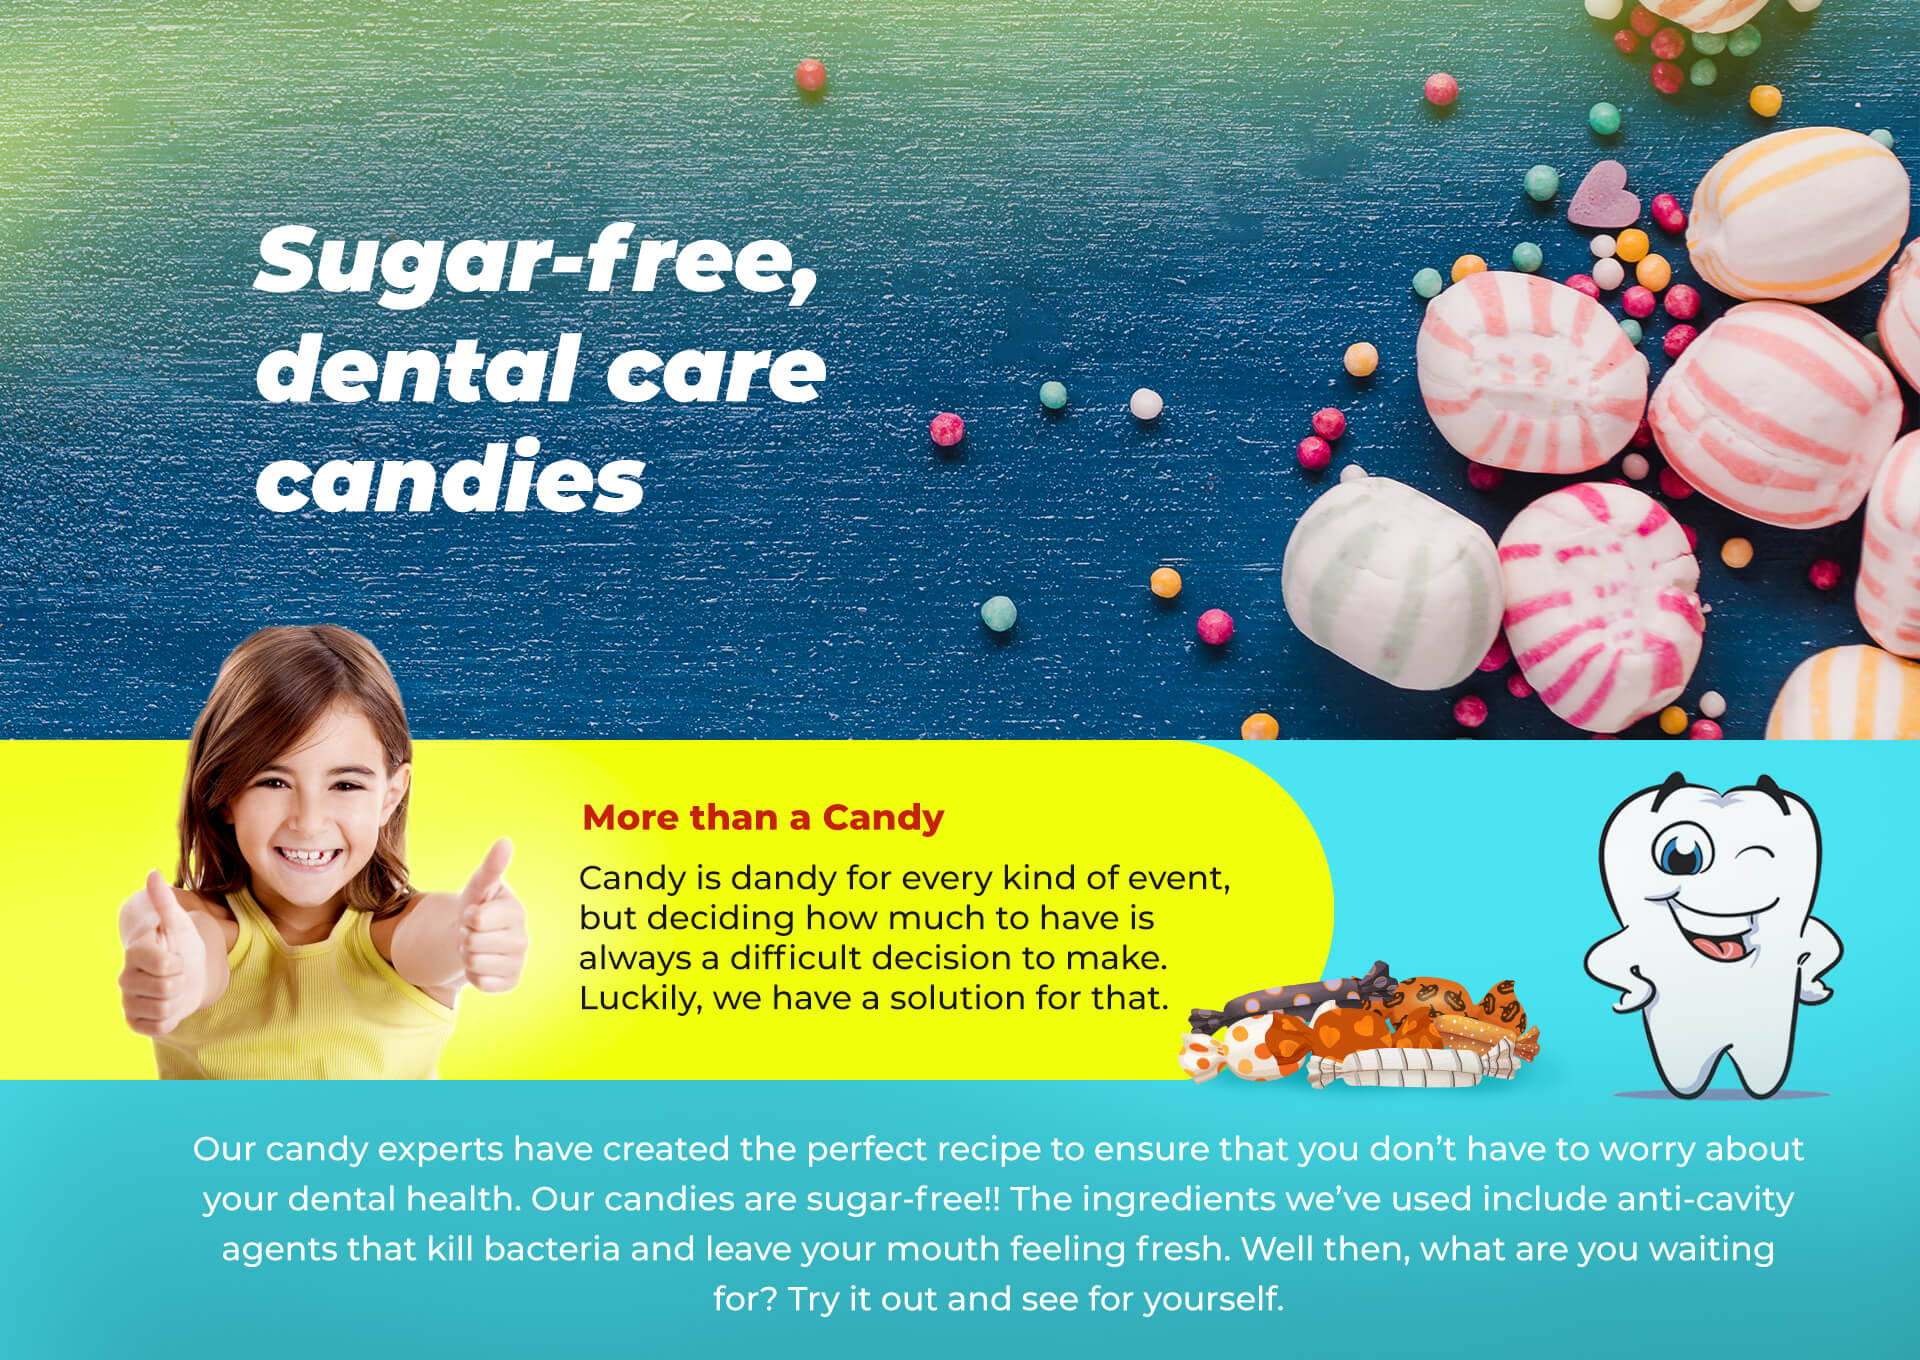 Sugar-free,
dental care
candies
More than a Candy
Candy is dandy for every kind of event,
but deciding how much to have is
always a difficult decision to make.
Luckily, we have a solution for that.
Our candy experts have created the perfect recipe to ensure that you don’t have to worry about
your dental health. Our candies are sugar-free!! The ingredients we’ve used include anti-cavity
agents that kill bacteria and leave your mouth feeling fresh. Well then, what are you waiting
for? Try it out and see for yourself.